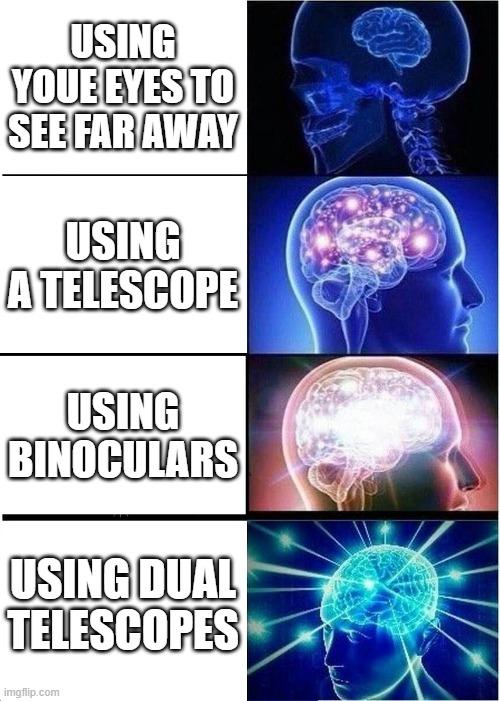 USING
YOUE EYES TO
SEE FAR AWAY
USING
A TELESCOPE
USING
BINOCULARS
USING DUAL
TELESCOPES
imgflip.com